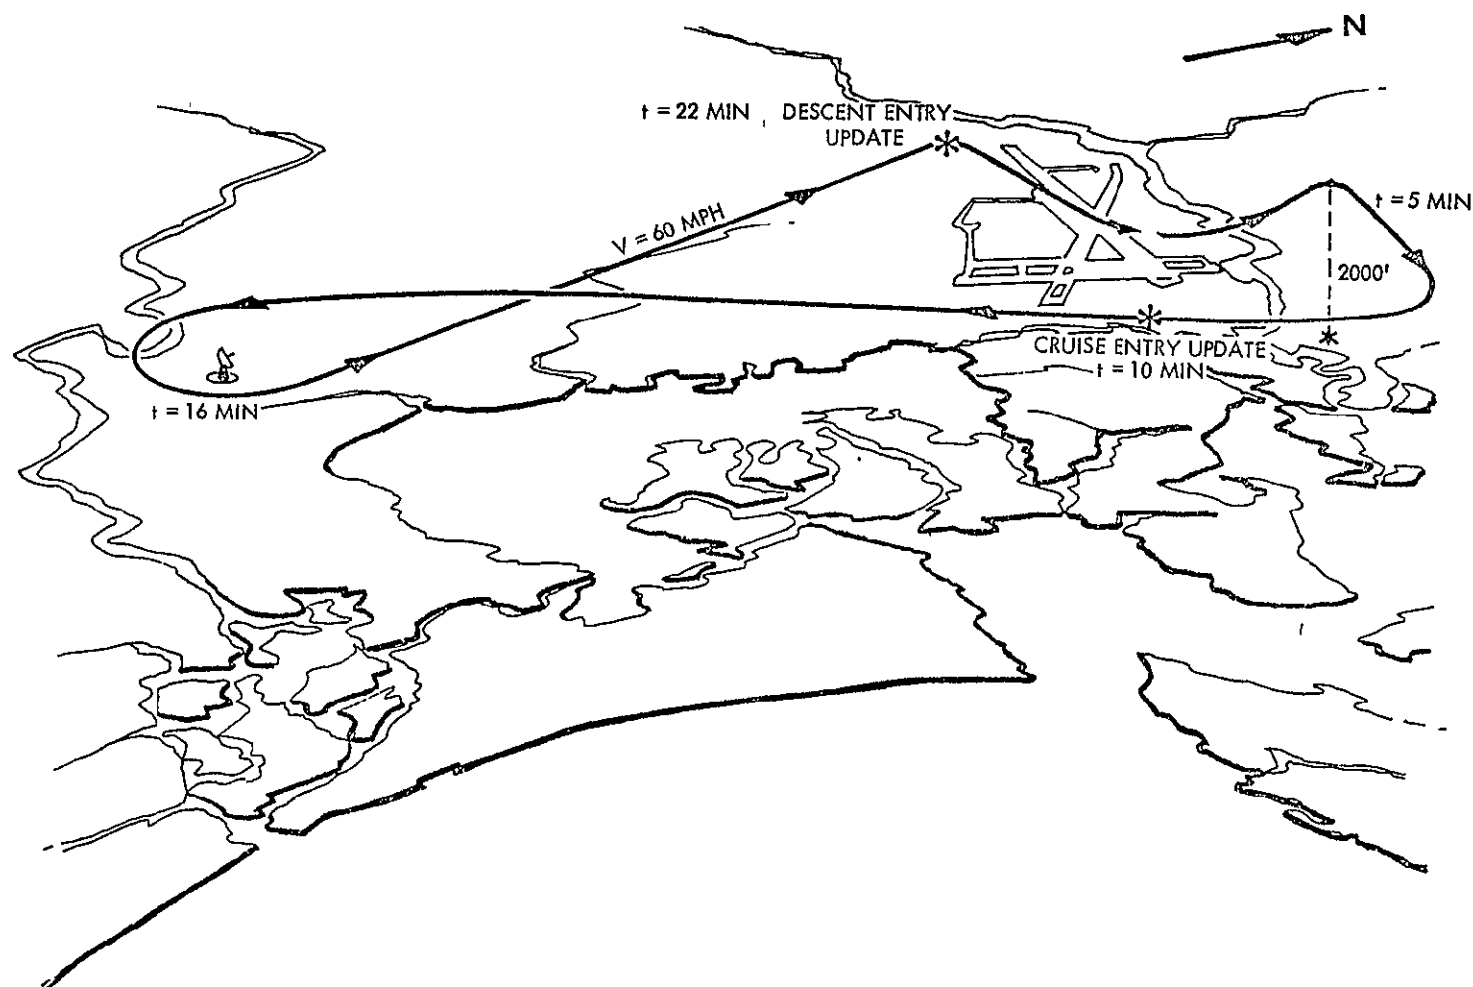 N
t = 22 MIN , DESCENT ENTRY
UPDATE
t = 5 MIN
V = 60 MPH
2000'
CRUISE ENTRY UPDATE
t = 10 MIN
t = 16 MIN